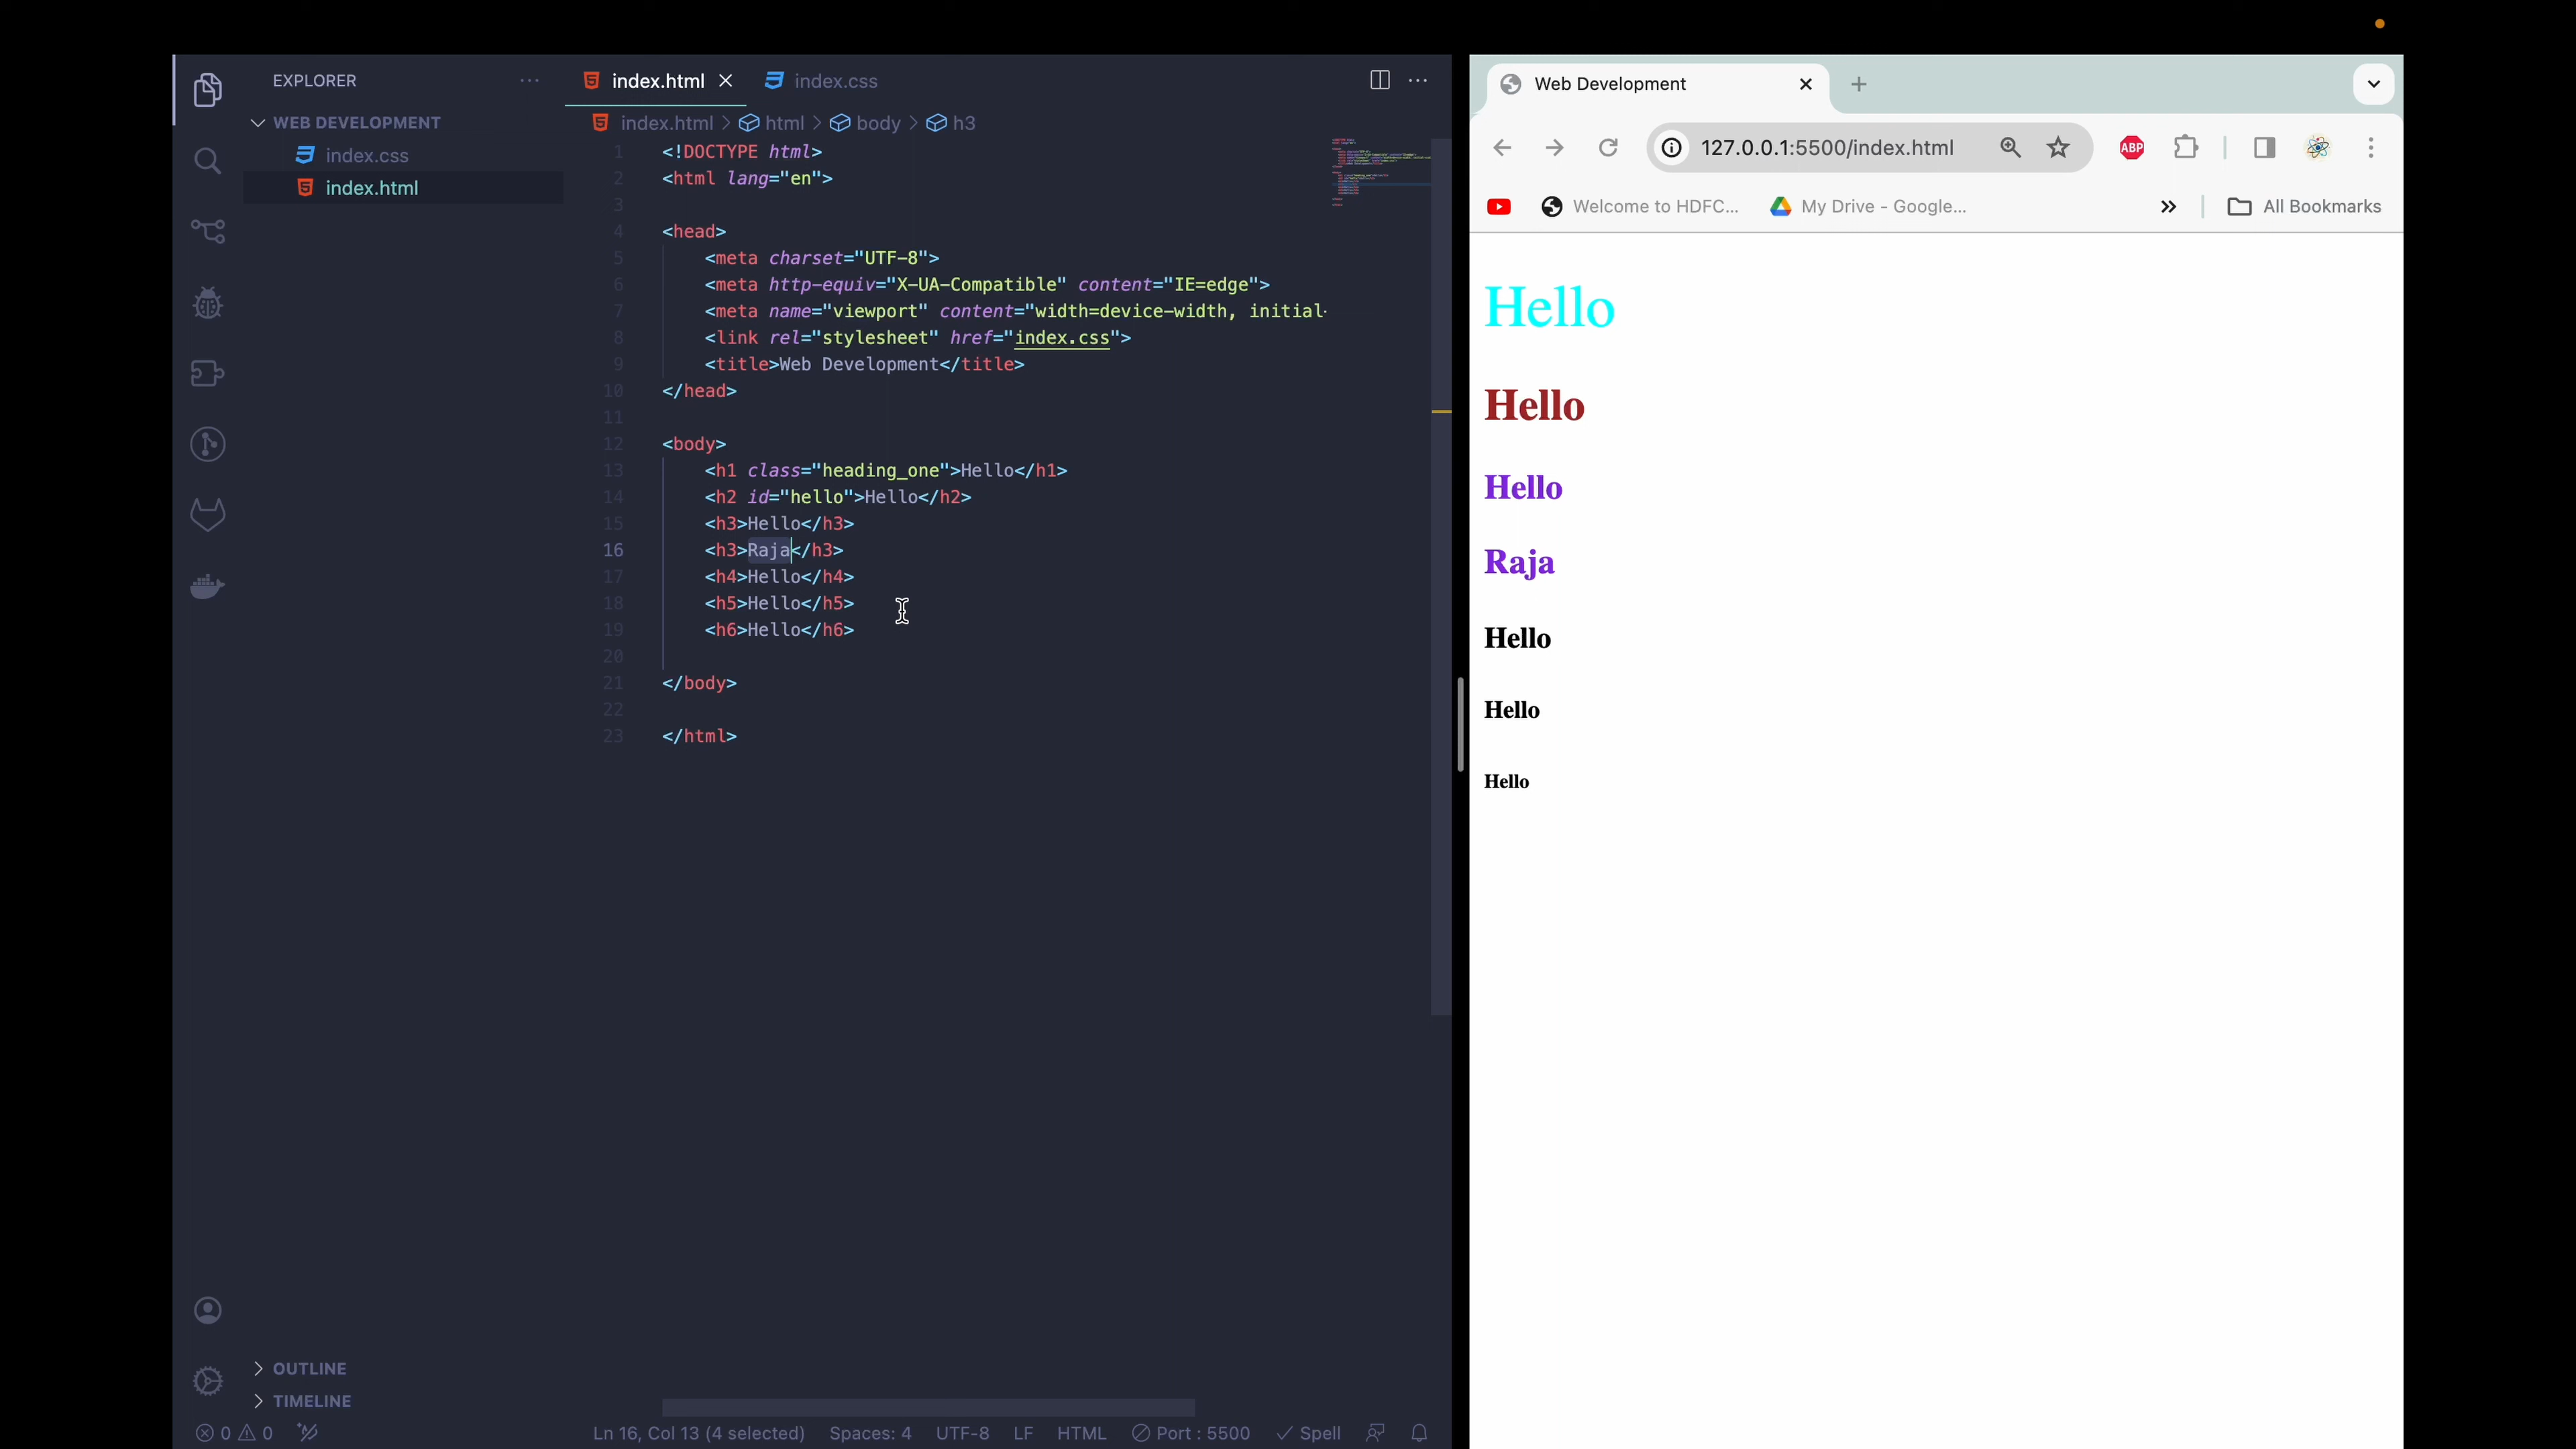 EXPLORER
WEB DEVELOPMENT
index.css
index.html
OUTLINE
TIMELINE
index.html
index.css
index.html > html > body > h3
1 <!DOCTYPE html>
2 <html lang="en">
3
4 <head>
5 <meta charset="UTF-8">
6 <meta http-equiv="X-UA-Compatible" content="IE=edge">
7 <meta name="viewport" content="width=device-width, initial-
8 <link rel="stylesheet" href="index.css">
9 <title>Web Development</title>
10 </head>
11
12 <body>
13 <h1 class="heading_one">Hello</h1>
14 <h2 id="hello">Hello</h2>
15 <h3>Hello</h3>
16 <h3>Raja</h3>
17 <h4>Hello</h4>
18 <h5>Hello</h5>
19 <h6>Hello</h6>
20
21 </body>
22
23 </html>
0 0
Ln 16, Col 13 (4 selected) Spaces: 4 UTF-8 LF HTML Port : 5500 Spell
Web Development
127.0.0.1:5500/index.html
ABP
Welcome to HDFC...
My Drive - Google...
All Bookmarks
Hello
Hello
Hello
Raja
Hello
Hello
Hello